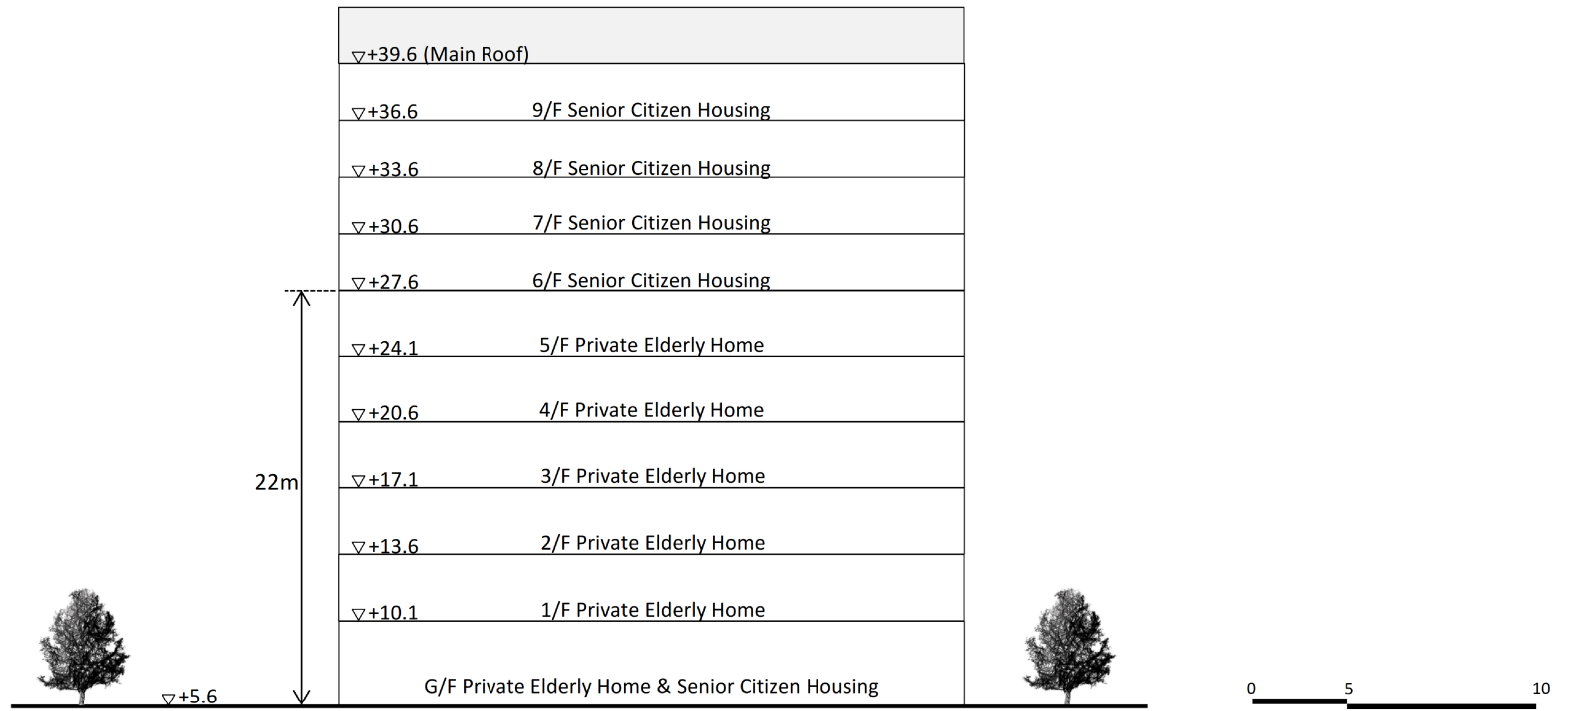 ▽+39.6 (Main Roof)
▽+36.6 9/F Senior Citizen Housing
▽+33.6 8/F Senior Citizen Housing
▽+30.6 7/F Senior Citizen Housing
▽+27.6 6/F Senior Citizen Housing
▽+24.1 5/F Private Elderly Home
▽+20.6 4/F Private Elderly Home
22m
▽+17.1 3/F Private Elderly Home
▽+13.6 2/F Private Elderly Home
▽+10.1 1/F Private Elderly Home
▽+5.6
G/F Private Elderly Home & Senior Citizen Housing
0 5 10